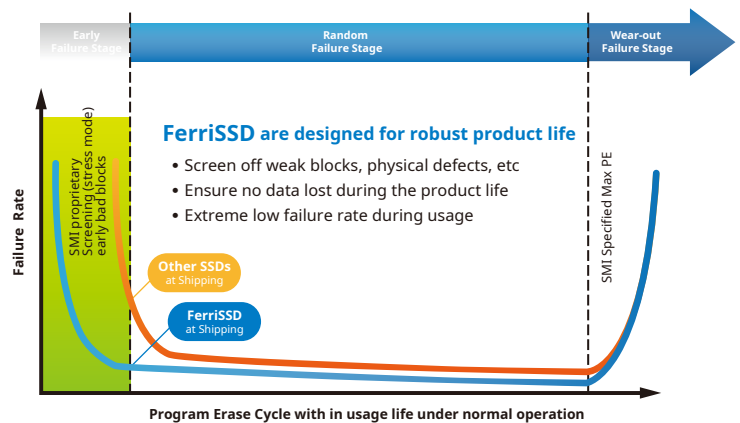 Early
Failure Stage
Random
Failure Stage
Wear-out
Failure Stage
FerriSSD are designed for robust product life
• Screen off weak blocks, physical defects, etc
• Ensure no data lost during the product life
• Extreme low failure rate during usage
SMI proprietary
Screening (stress mode)
early bad blocks
SMI Specified Max PE
Failure Rate
Other SSDs
at Shipping
FerriSSD
at Shipping
Program Erase Cycle with in usage life under normal operation